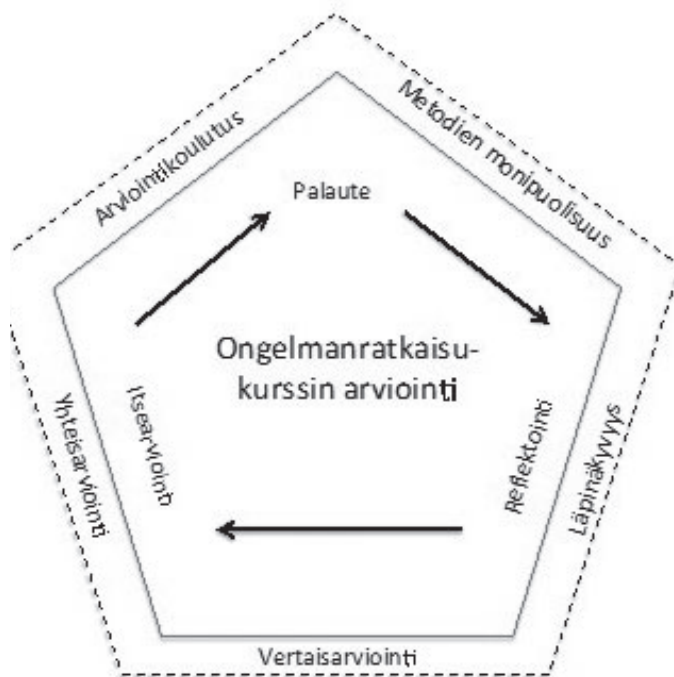 Arviointikoulutus
Metodien monipuolisuus
Palaute
Ongelmanratkaisu-
kurssin arviointi
Itsearviointi
Reflektointi
Yhteisarviointi
Läpinäkyvyys
Vertaisarviointi